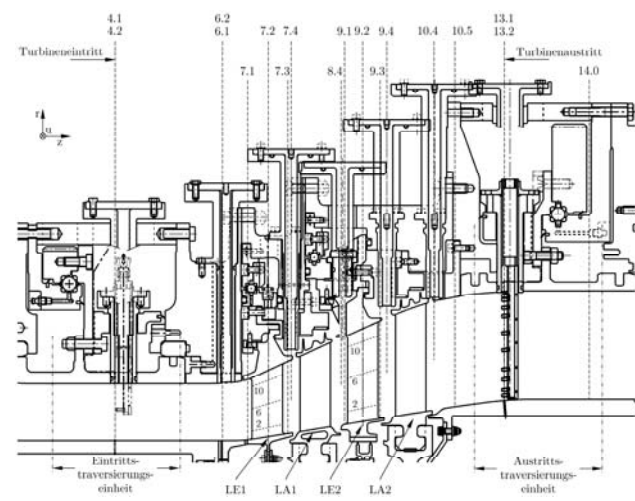 4.1 6.2 7.2 7.4 9.1 9.2 9.4 10.4 10.5 13.1
4.2 6.1 13.2
Turbineneintritt
Turbinenaustritt
7.1 7.3 8.4 9.3 14.0
r
u
z
10
6
2
10
6
2
Eintritts-
traversierungs-
einheit
LE1 LA1 LE2 LA2
Austritts-
traversierungs-
einheit